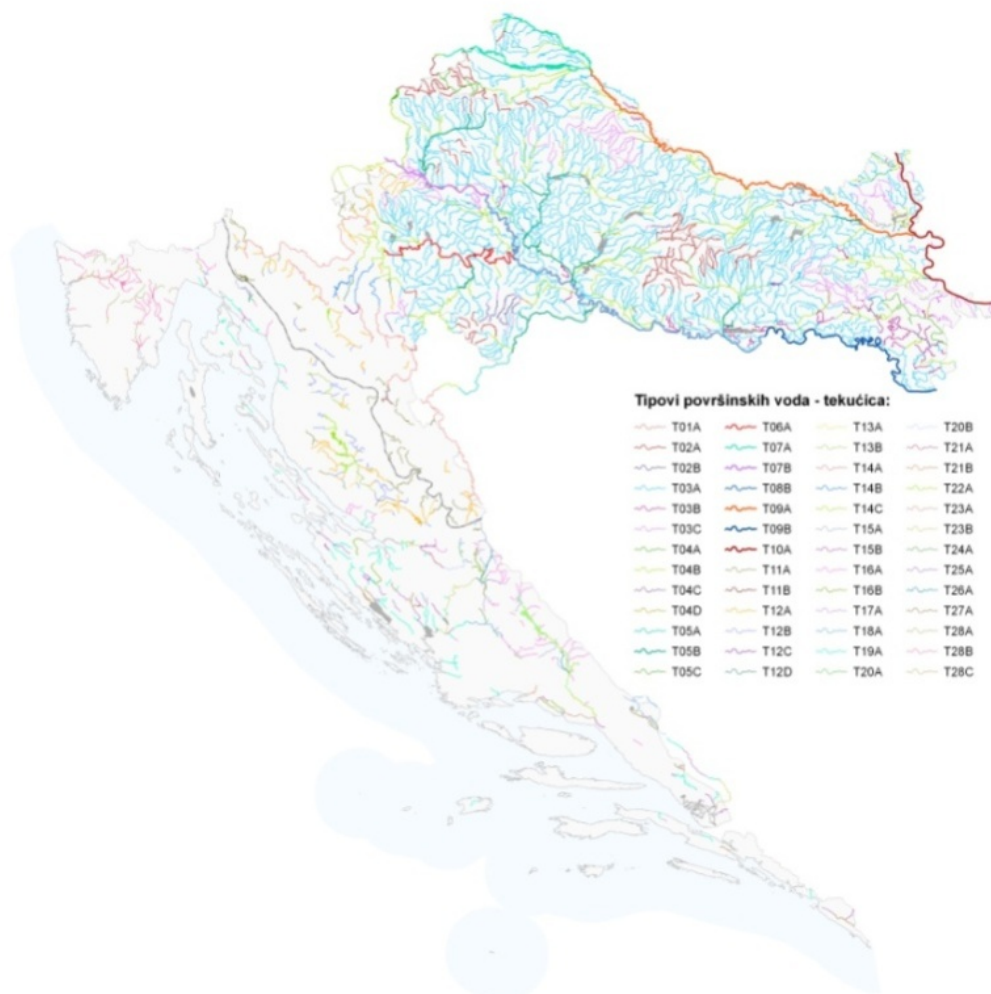 Tipovi površinskih voda - tekućica:
T01A T06A T13A T20B
T02A T07A T13B T21A
T02B T07B T14A T21B
T03A T08B T14B T22A
T03B T09A T14C T23A
T03C T09B T15A T23B
T04A T10A T15B T24A
T04B T11A T16A T25A
T04C T11B T16B T26A
T04D T12A T17A T27A
T05A T12B T18A T28A
T05B T12C T19A T28B
T05C T12D T20A T28C